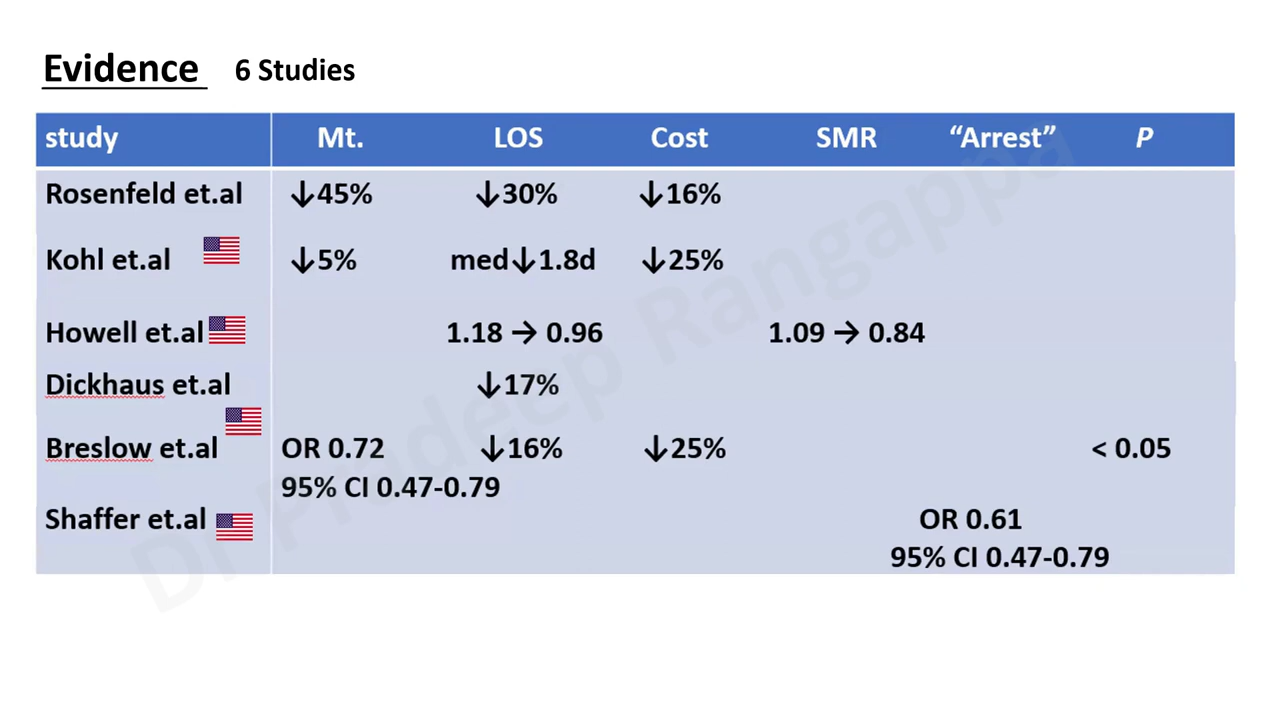 Evidence 6 Studies
study Mt. LOS Cost SMR “Arrest” P
Rosenfeld et.al ↓45% ↓30% ↓16%
Kohl et.al ↓5% med↓1.8d ↓25%
Howell et.al 1.18 → 0.96 1.09 → 0.84
Dickhaus et.al ↓17%
Breslow et.al OR 0.72 ↓16% ↓25% < 0.05
95% CI 0.47-0.79
Shaffer et.al OR 0.61
95% CI 0.47-0.79
Dr Pradeep Rangappa